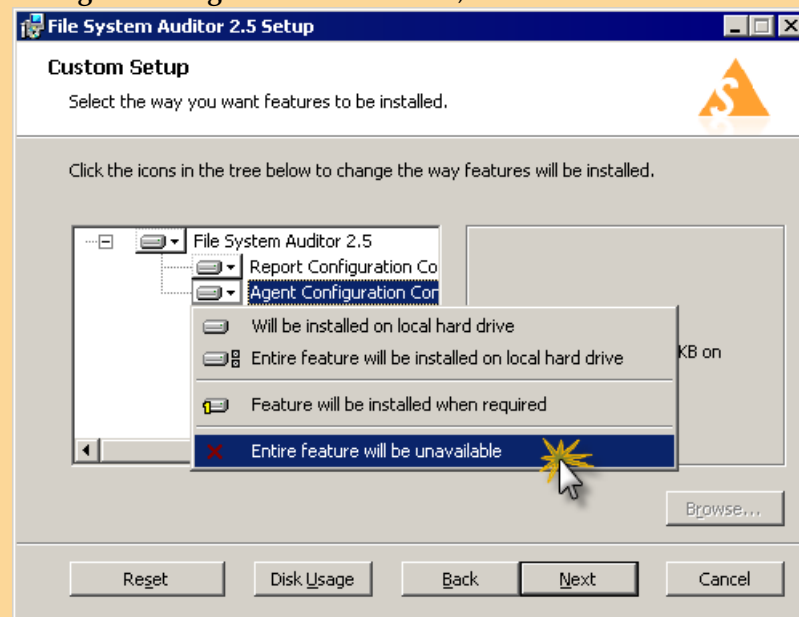 File System Auditor 2.5 Setup
Custom Setup
Select the way you want features to be installed.
Click the icons in the tree below to change the way features will be installed.
File System Auditor 2.5
Report Configuration Co
Agent Configuration Con
Will be installed on local hard drive
Entire feature will be installed on local hard drive
KB on
Feature will be installed when required
Entire feature will be unavailable
Browse...
Reset
Disk Usage
Back
Next
Cancel